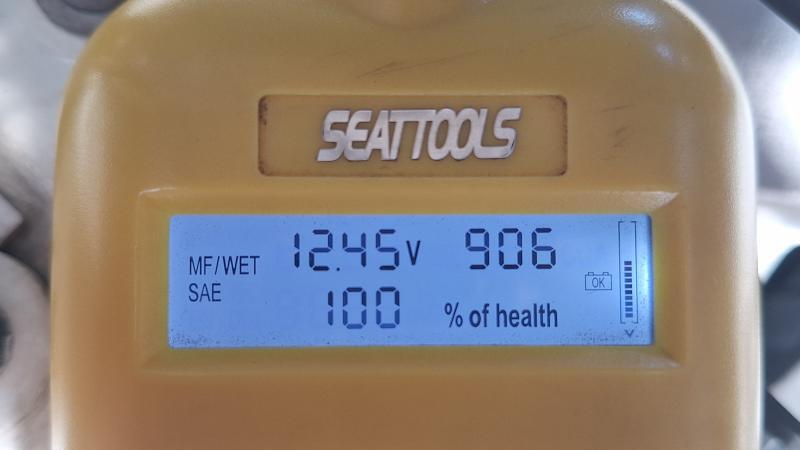 SEATTOOLS
MF/WET 12.45V 906
SAE 100 % of health
OK
V